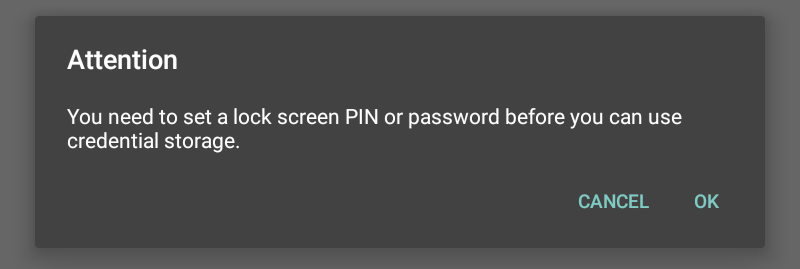 Attention
You need to set a lock screen PIN or password before you can use
credential storage.
CANCEL OK